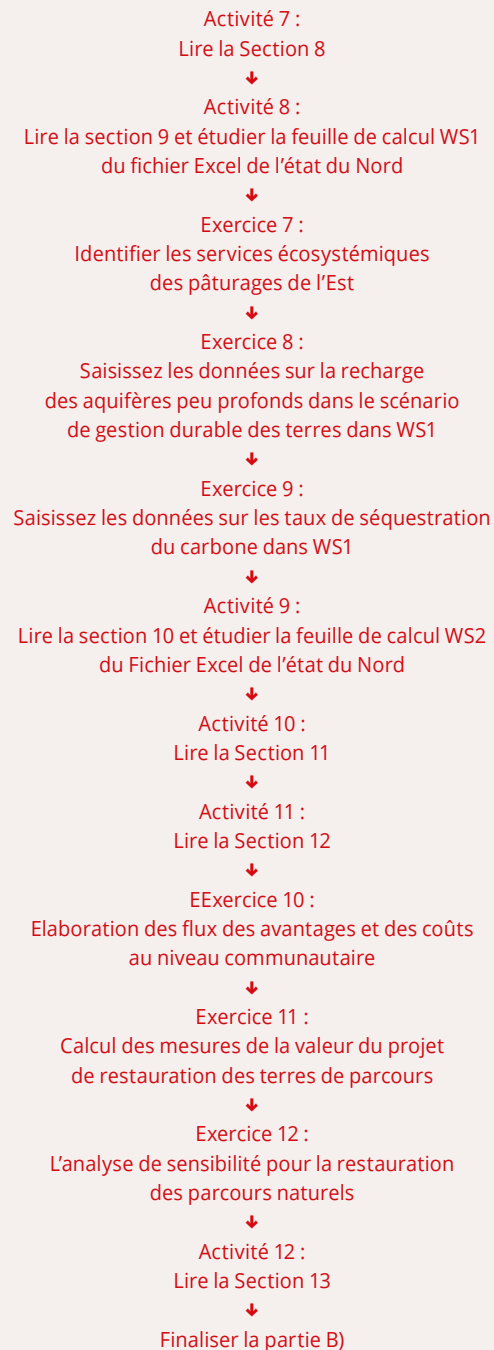 Activité 7 :
Lire la Section 8
↓
Activité 8 :
Lire la section 9 et étudier la feuille de calcul WS1
du fichier Excel de l’état du Nord
↓
Exercice 7 :
Identifier les services écosystémiques
des pâturages de l’Est
↓
Exercice 8 :
Saisissez les données sur la recharge
des aquifères peu profonds dans le scénario
de gestion durable des terres dans WS1
↓
Exercice 9 :
Saisissez les données sur les taux de séquestration
du carbone dans WS1
↓
Activité 9 :
Lire la section 10 et étudier la feuille de calcul WS2
du Fichier Excel de l’état du Nord
↓
Activité 10 :
Lire la Section 11
↓
Activité 11 :
Lire la Section 12
↓
EExercice 10 :
Elaboration des flux des avantages et des coûts
au niveau communautaire
↓
Exercice 11 :
Calcul des mesures de la valeur du projet
de restauration des terres de parcours
↓
Exercice 12 :
L’analyse de sensibilité pour la restauration
des parcours naturels
↓
Activité 12 :
Lire la Section 13
↓
Finaliser la partie B)